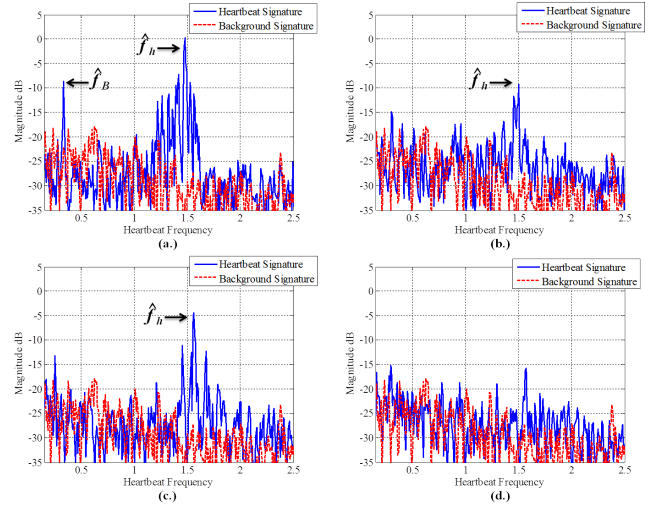 Heartbeat Signature
Background Signature
5
0
-5
-10
-15
-20
-25
-30
-35
Magnitude dB
f̂_h
f̂_B
0.5 1 1.5 2 2.5
Heartbeat Frequency
(a.)
Heartbeat Signature
Background Signature
5
0
-5
-10
-15
-20
-25
-30
-35
Magnitude dB
f̂_h
0.5 1 1.5 2 2.5
Heartbeat Frequency
(b.)
Heartbeat Signature
Background Signature
5
0
-5
-10
-15
-20
-25
-30
-35
Magnitude dB
f̂_h
0.5 1 1.5 2 2.5
Heartbeat Frequency
(c.)
Heartbeat Signature
Background Signature
5
0
-5
-10
-15
-20
-25
-30
-35
Magnitude dB
0.5 1 1.5 2 2.5
Heartbeat Frequency
(d.)